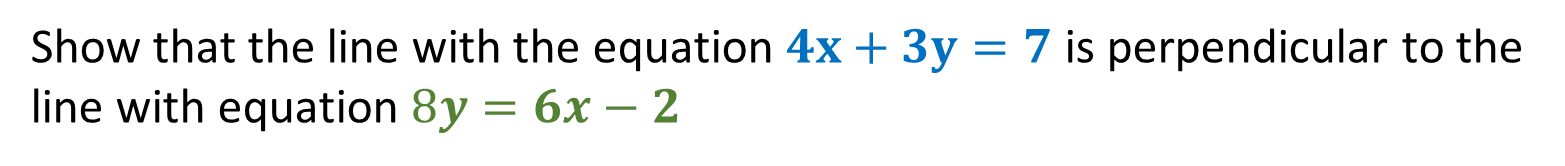 Show that the line with the equation 4x + 3y = 7 is perpendicular to the
line with equation 8y = 6x − 2